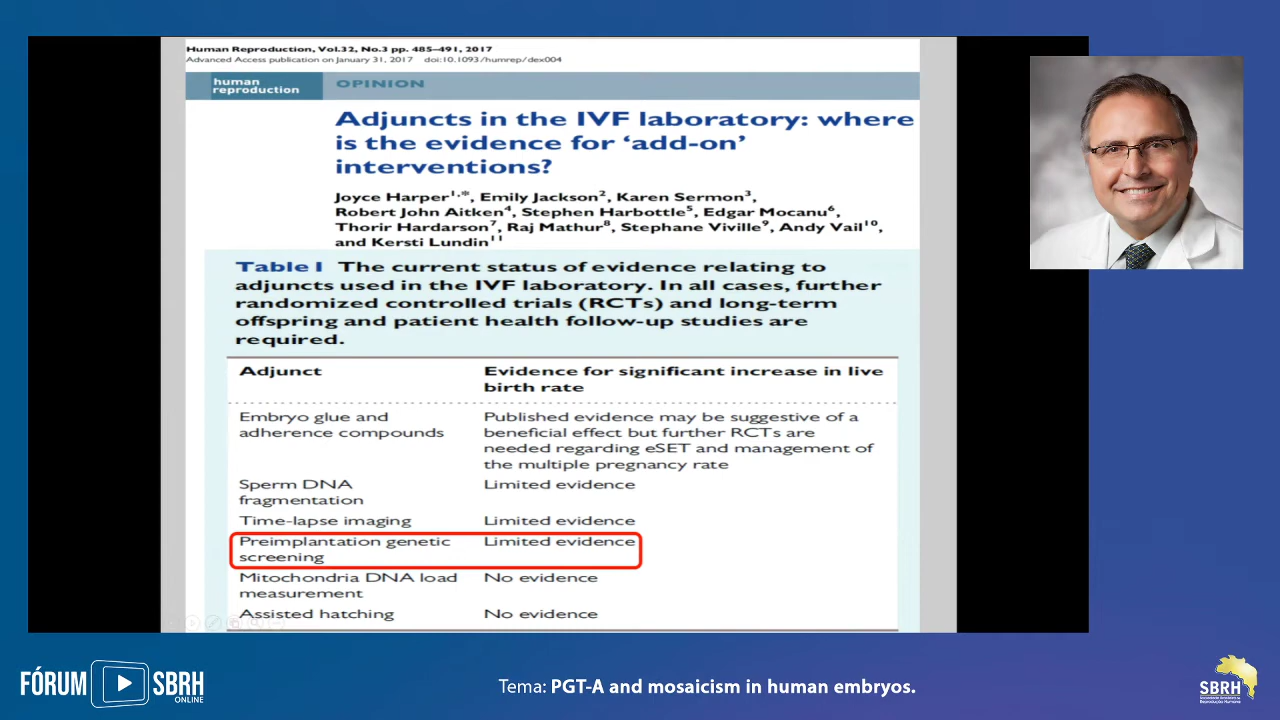 Human Reproduction, Vol.32, No.3 pp. 485–491, 2017
Advanced Access publication on January 31, 2017 doi:10.1093/humrep/dex004
human
reproduction
OPINION
Adjuncts in the IVF laboratory: where
is the evidence for ‘add-on’
interventions?
Joyce Harper1,*, Emily Jackson2, Karen Sermon3,
Robert John Aitken4, Stephen Harbottle5, Edgar Mocanu6,
Thorir Hardarson7, Raj Mathur8, Stephane Viville9, Andy Vail10,
and Kersti Lundin11
Table I The current status of evidence relating to
adjuncts used in the IVF laboratory. In all cases, further
randomized controlled trials (RCTs) and long-term
offspring and patient health follow-up studies are
required.
Adjunct
Evidence for significant increase in live
birth rate
Embryo glue and
adherence compounds
Published evidence may be suggestive of a
beneficial effect but further RCTs are
needed regarding eSET and management of
the multiple pregnancy rate
Sperm DNA
fragmentation
Limited evidence
Time-lapse imaging
Limited evidence
Preimplantation genetic
screening
Limited evidence
Mitochondria DNA load
measurement
No evidence
Assisted hatching
No evidence
FÓRUM SBRH
ONLINE
Tema: PGT-A and mosaicism in human embryos.
SBRH
Sociedade Brasileira de
Reprodução Humana